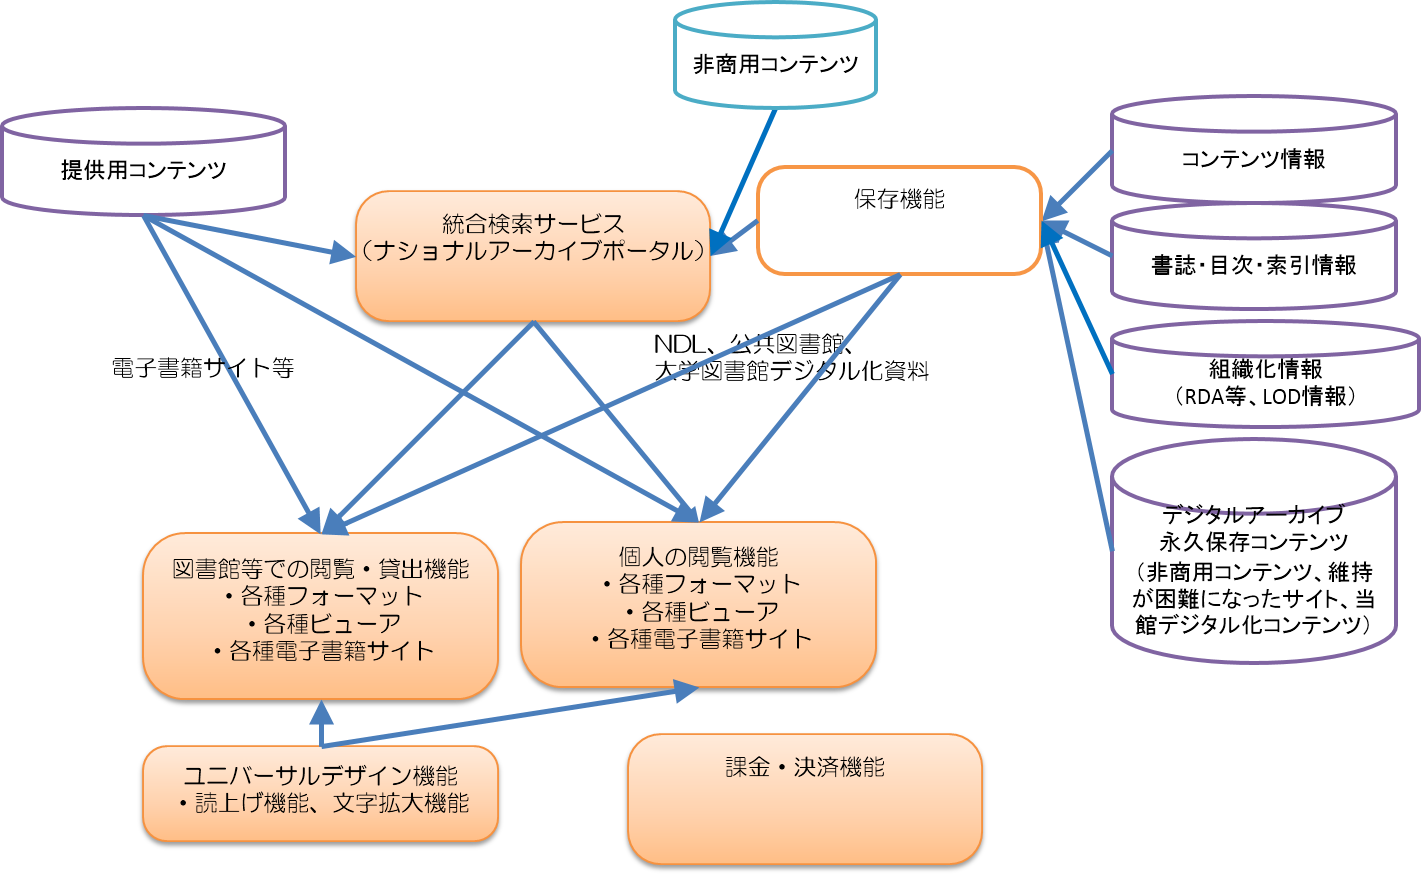 非商用コンテンツ
提供用コンテンツ
コンテンツ情報
保存機能
統合検索サービス
（ナショナルアーカイブポータル）
書誌・目次・索引情報
NDL、公共図書館、
大学図書館デジタル化資料
電子書籍サイト等
組織化情報
（RDA等、LOD情報）
デジタルアーカイブ
永久保存コンテンツ
（非商用コンテンツ、維持
が困難になったサイト、当
館デジタル化コンテンツ）
図書館等での閲覧・貸出機能
・各種フォーマット
・各種ビューア
・各種電子書籍サイト
個人の閲覧機能
・各種フォーマット
・各種ビューア
・各種電子書籍サイト
ユニバーサルデザイン機能
・読上げ機能、文字拡大機能
課金・決済機能